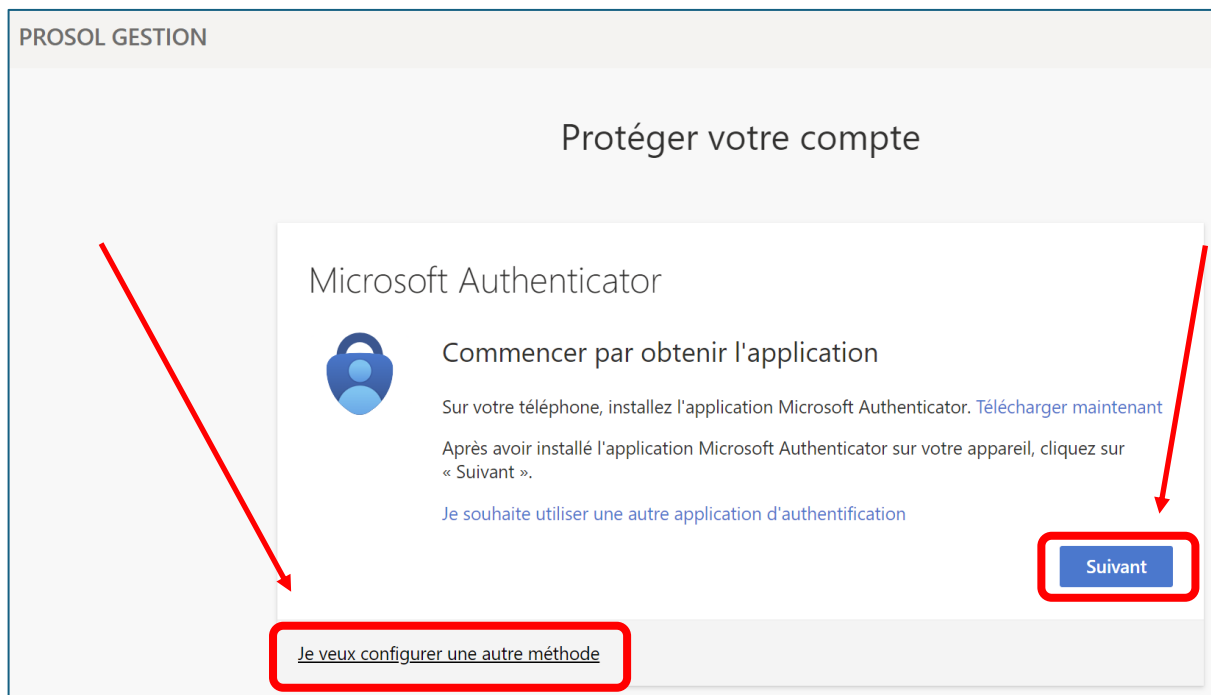 PROSOL GESTION
Protéger votre compte
Microsoft Authenticator
Commencer par obtenir l'application
Sur votre téléphone, installez l'application Microsoft Authenticator. Télécharger maintenant
Après avoir installé l'application Microsoft Authenticator sur votre appareil, cliquez sur
« Suivant ».
Je souhaite utiliser une autre application d'authentification
Suivant
Je veux configurer une autre méthode